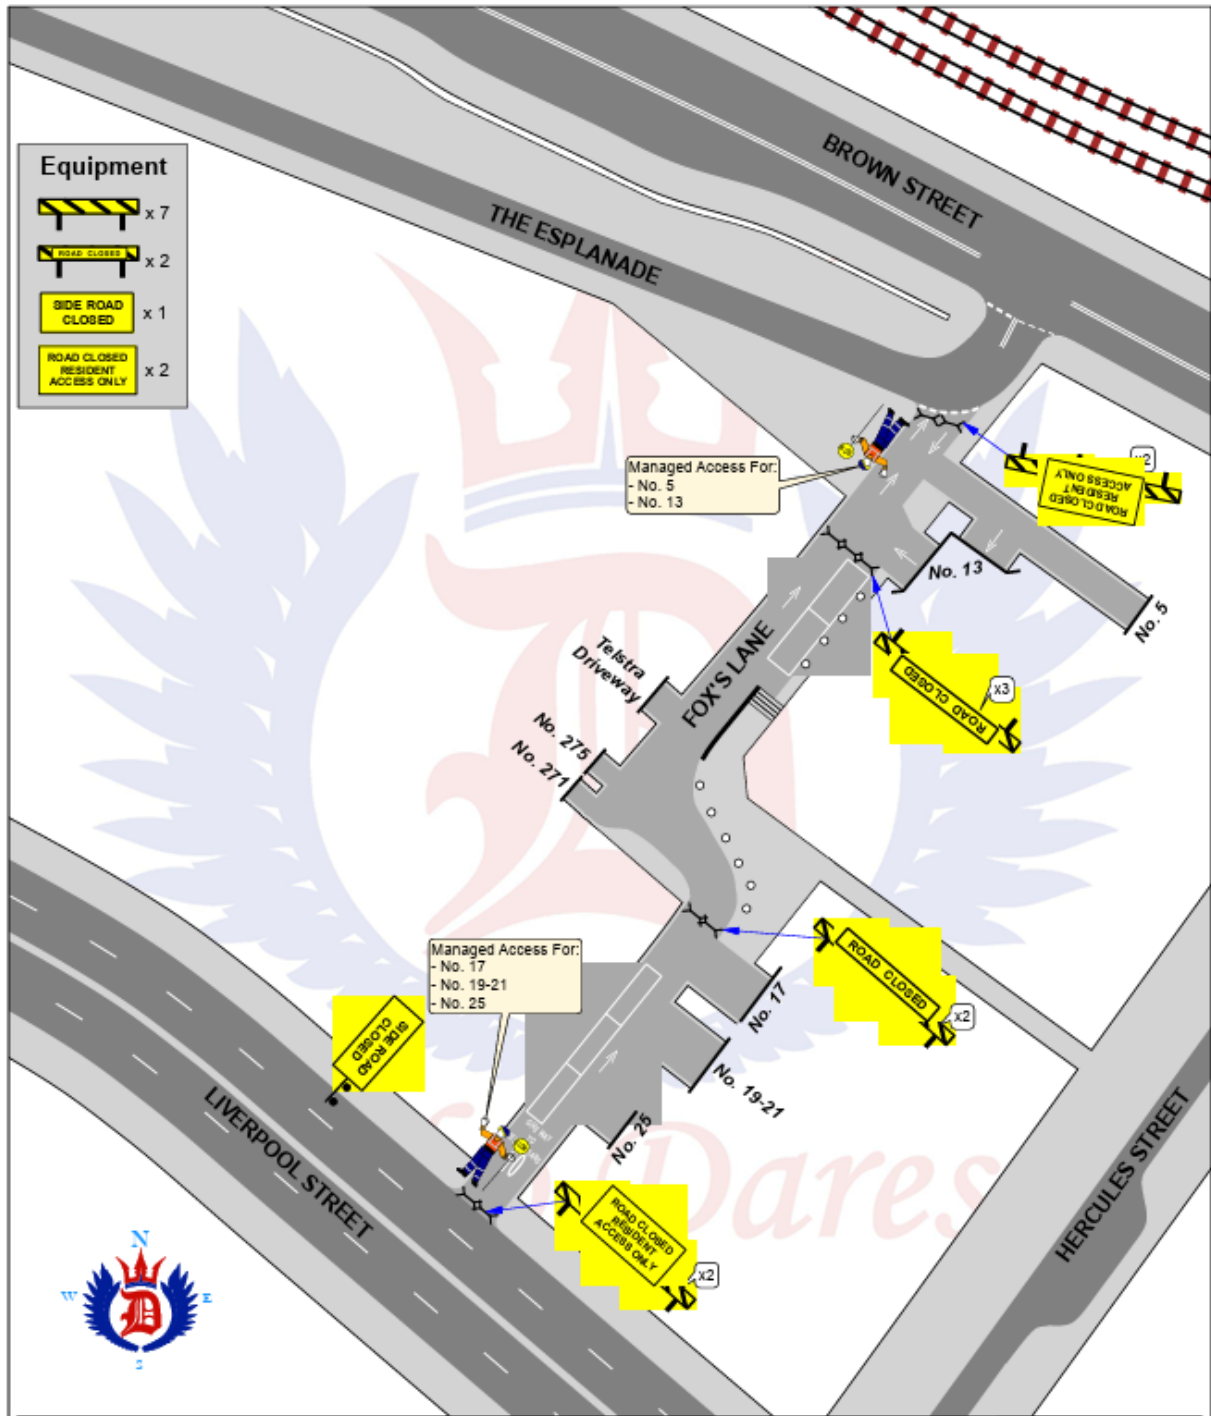 Equipment
x 7
ROAD CLOSED
x 2
SIDE ROAD
CLOSED
x 1
ROAD CLOSED
RESIDENT
ACCESS ONLY
x 2
BROWN STREET
THE ESPLANADE
Managed Access For:
- No. 5
- No. 13
x2
ROAD CLOSED
RESIDENT
ACCESS ONLY
No. 13
No. 5
FOX'S LANE
Telstra
Driveway
No. 275
No. 271
ROAD CLOSED
x3
Managed Access For:
- No. 17
- No. 19-21
- No. 25
ROAD CLOSED
x2
No. 17
No. 19-21
No. 25
SIDE ROAD
CLOSED
LIVERPOOL STREET
ROAD CLOSED
RESIDENT
ACCESS ONLY
x2
HERCULES STREET
Dares
N
W
E
S
D